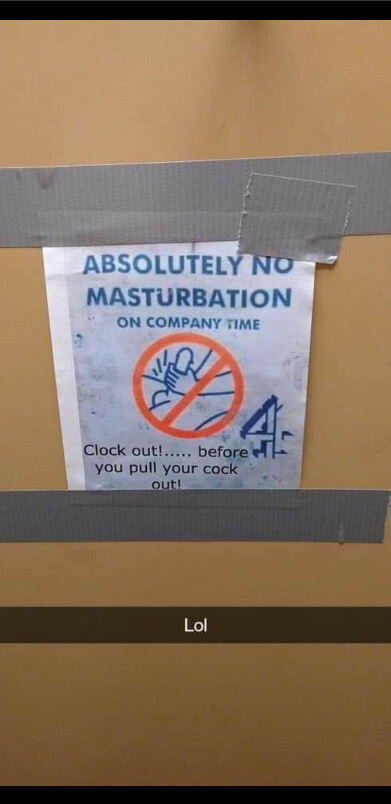 ABSOLUTELY NO
MASTURBATION
ON COMPANY TIME
Clock out!..... before
you pull your cock
out!
Lol